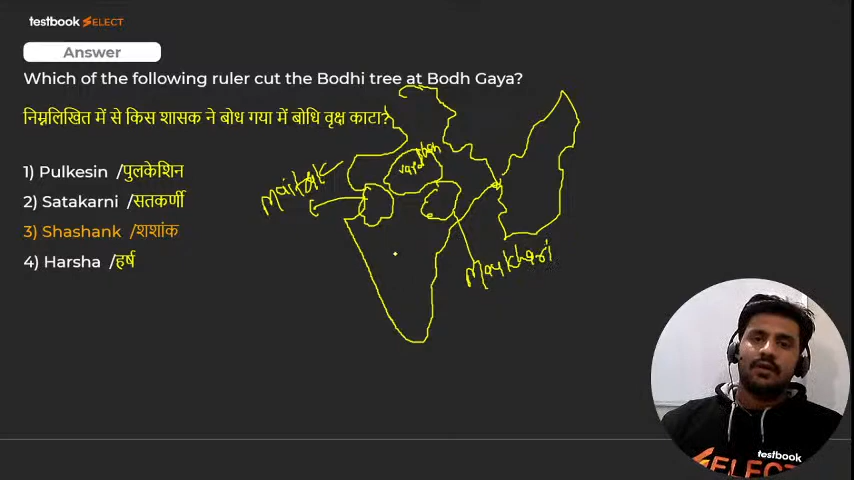 testbook SELECT
Answer
Which of the following ruler cut the Bodhi tree at Bodh Gaya?
निम्नलिखित में से किस शासक ने बोध गया में बोधि वृक्ष काटा?
1) Pulkesin /पुलकेशिन
2) Satakarni /सतकर्णी
3) Shashank /शशांक
4) Harsha /हर्ष
Maitrak
Maukhari
testbook
SELECT